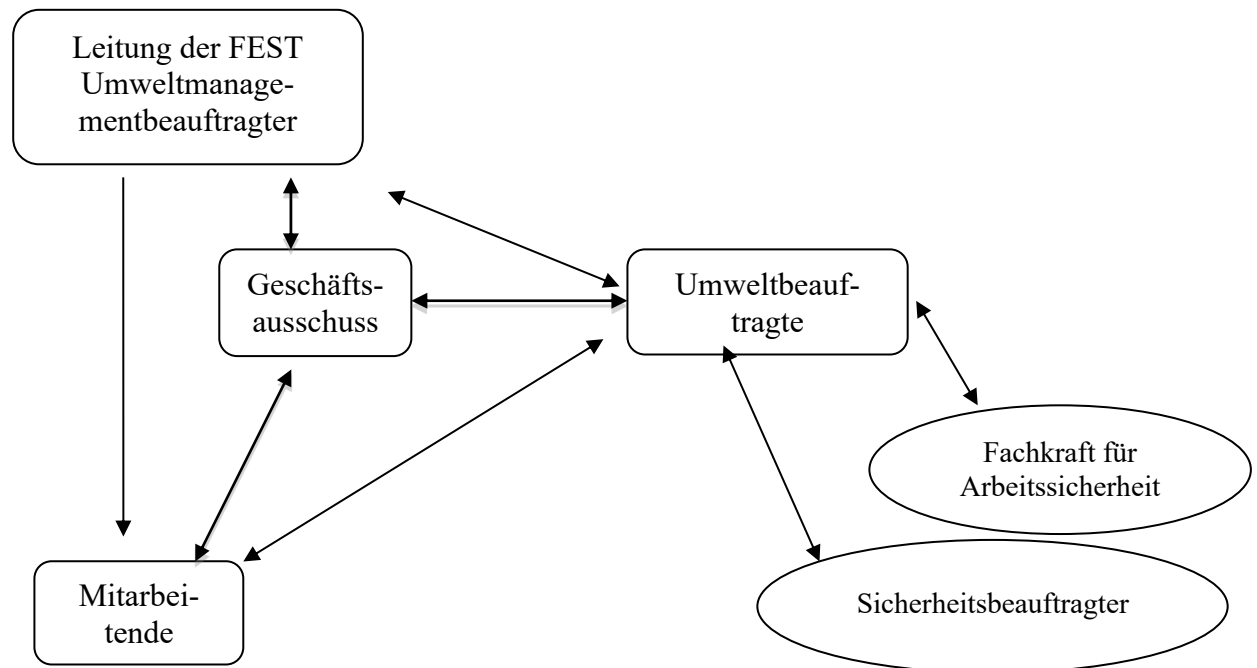 Leitung der FEST
Umweltmanage-
mentbeauftragter
Geschäfts-
ausschuss
Umweltbeauf-
tragte
Fachkraft für
Arbeitssicherheit
Mitarbei-
tende
Sicherheitsbeauftragter